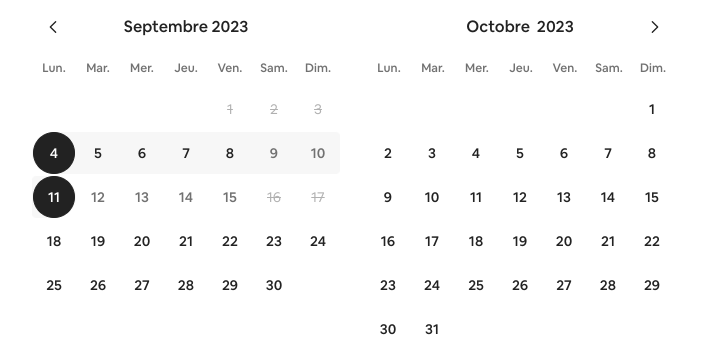 Septembre 2023
Lun. Mar. Mer. Jeu. Ven. Sam. Dim.
1 2 3
4 5 6 7 8 9 10
11 12 13 14 15 16 17
18 19 20 21 22 23 24
25 26 27 28 29 30
Octobre 2023
Lun. Mar. Mer. Jeu. Ven. Sam. Dim.
1
2 3 4 5 6 7 8
9 10 11 12 13 14 15
16 17 18 19 20 21 22
23 24 25 26 27 28 29
30 31